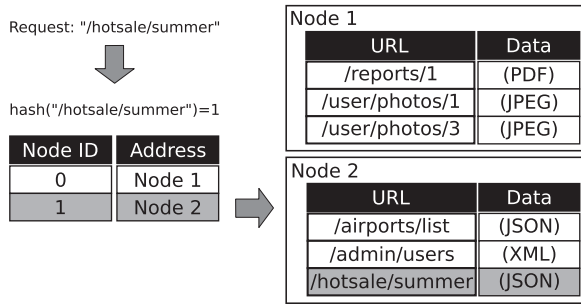 Request: "/hotsale/summer"
hash("/hotsale/summer")=1
Node ID Address
0 Node 1
1 Node 2
Node 1
URL Data
/reports/1 (PDF)
/user/photos/1 (JPEG)
/user/photos/3 (JPEG)
Node 2
URL Data
/airports/list (JSON)
/admin/users (XML)
/hotsale/summer (JSON)